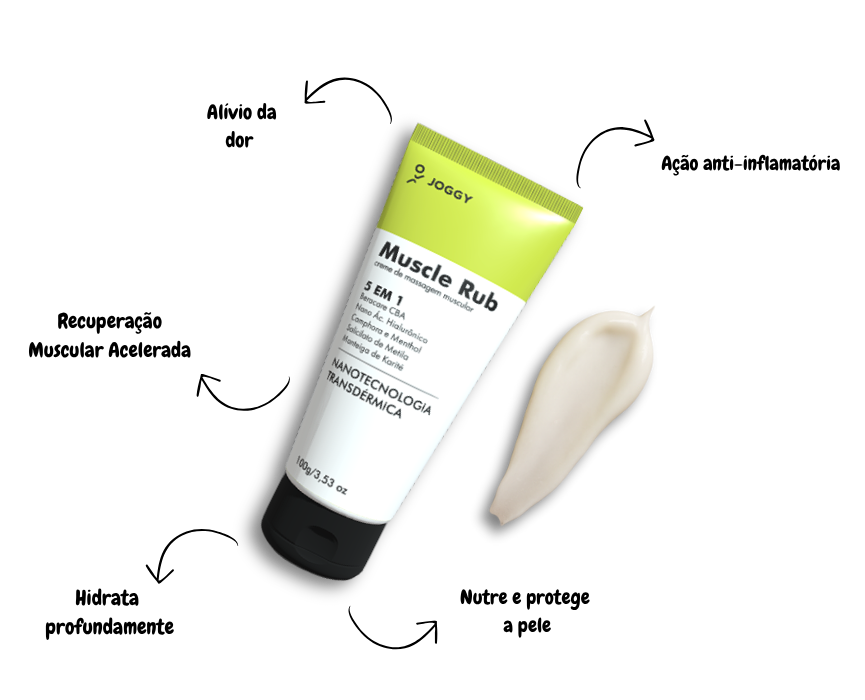 Alívio da
dor
Ação anti-inflamatória
JOGGY
Muscle Rub
creme de massagem muscular
5 EM 1
Beracare CBA
Nano Ác. Hialurônico
Camphora e Menthol
Salicilato de Metila
Manteiga de Karité
NANOTECNOLOGIA
TRANSDÉRMICA
100g/3,53 oz
Recuperação
Muscular Acelerada
Hidrata
profundamente
Nutre e protege
a pele